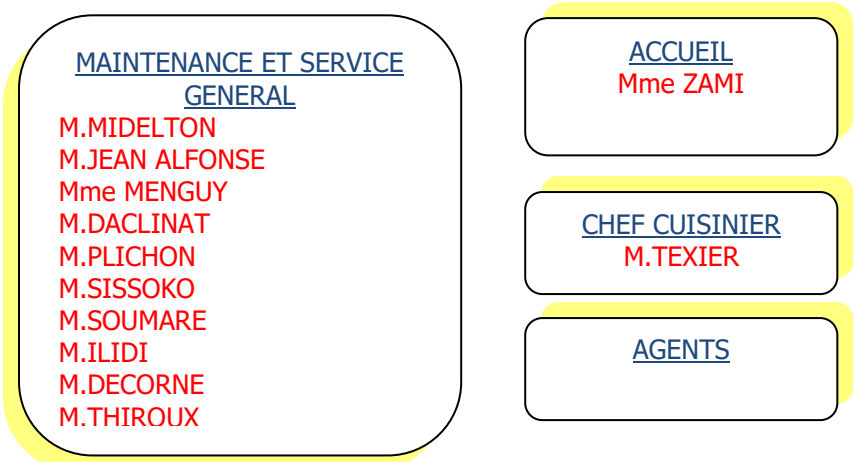 MAINTENANCE ET SERVICE
GENERAL
M.MIDELTON
M.JEAN ALFONSE
Mme MENGUY
M.DACLINAT
M.PLICHON
M.SISSOKO
M.SOUMARE
M.ILIDI
M.DECORNE
M.THIROUX
ACCUEIL
Mme ZAMI
CHEF CUISINIER
M.TEXIER
AGENTS